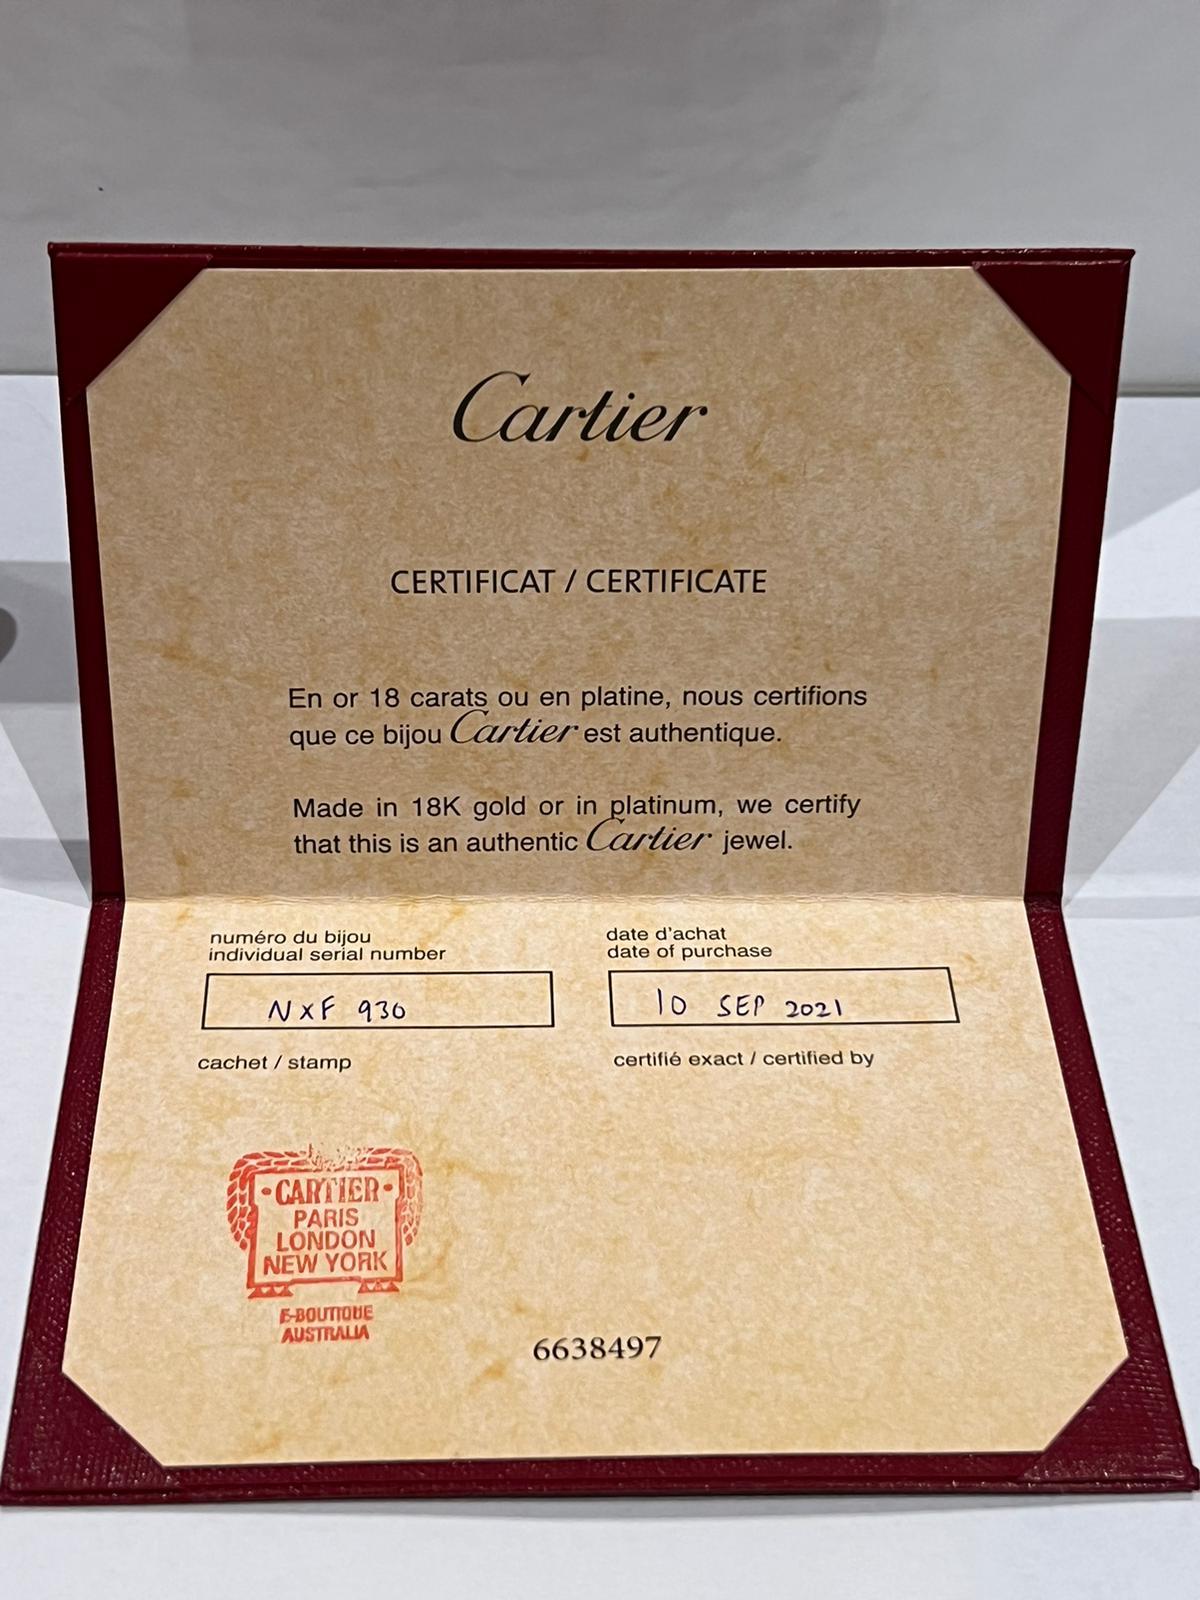 Cartier
CERTIFICAT / CERTIFICATE
En or 18 carats ou en platine, nous certifions
que ce bijou Cartier est authentique.
Made in 18K gold or in platinum, we certify
that this is an authentic Cartier jewel.
numéro du bijou
individual serial number
NXF 930
date d'achat
date of purchase
10 SEP 2021
cachet / stamp
certifié exact / certified by
·CARTIER·
PARIS
LONDON
NEW YORK
E-BOUTIQUE
AUSTRALIA
6638497